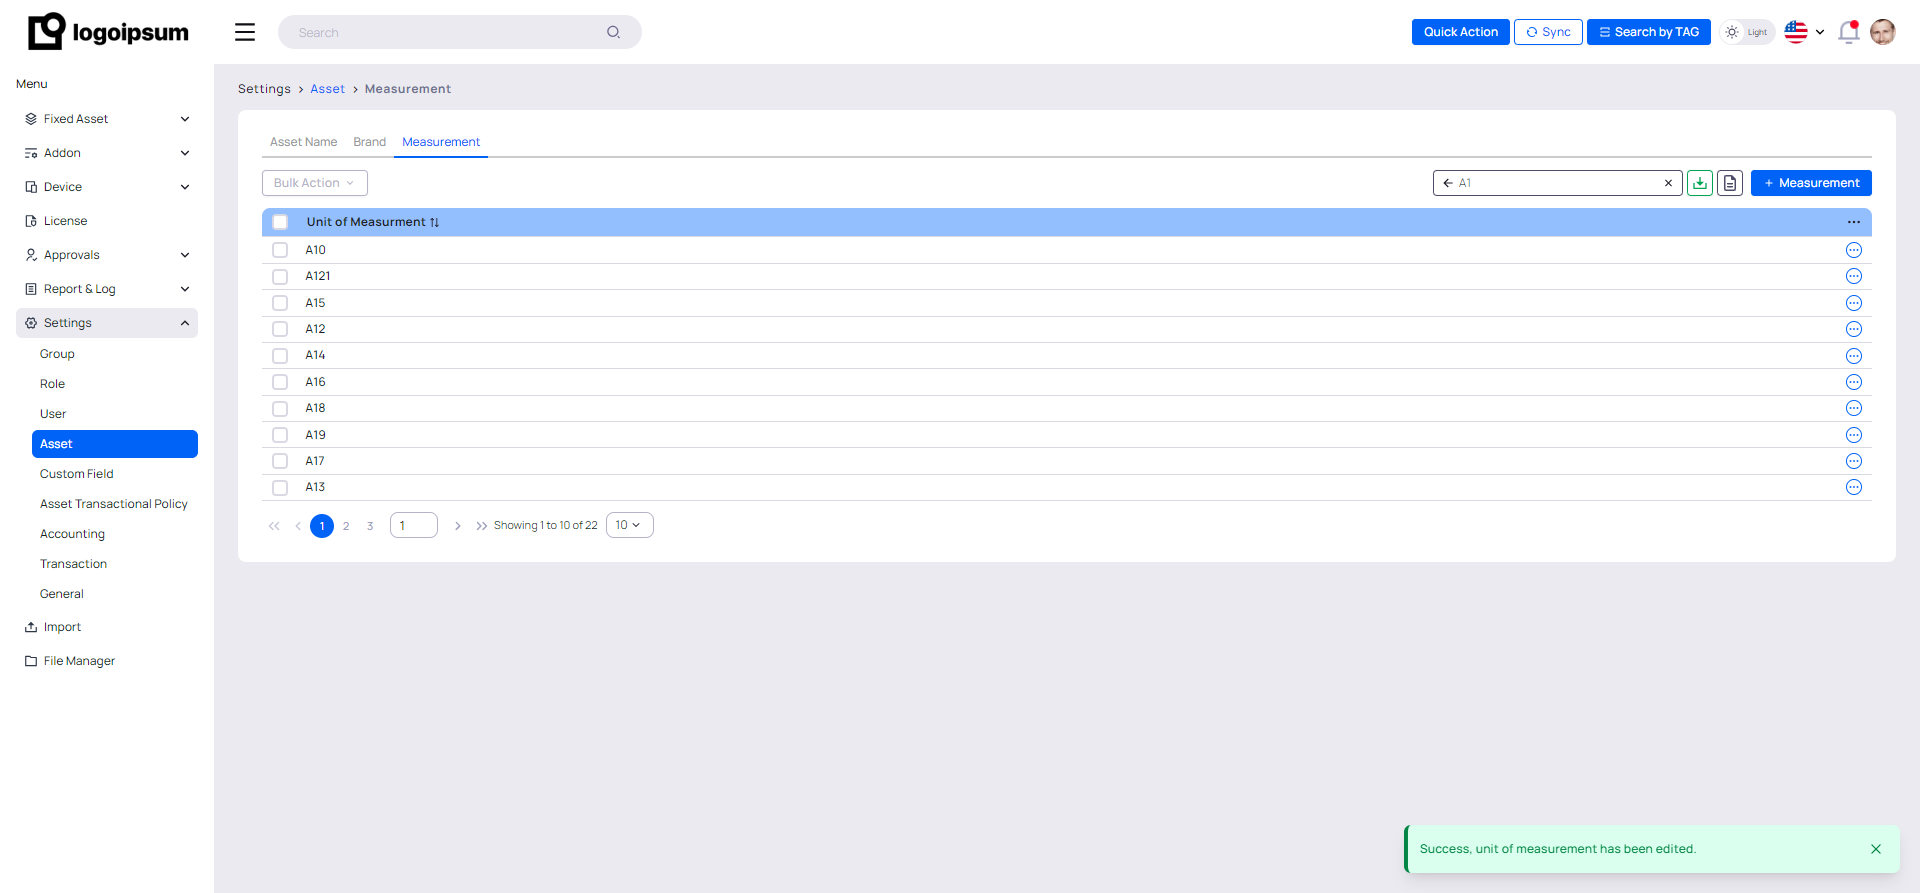 logoipsum
Search
Quick Action
Sync
Search by TAG
Light
Menu
Fixed Asset
Addon
Device
License
Approvals
Report & Log
Settings
Group
Role
User
Asset
Custom Field
Asset Transactional Policy
Accounting
Transaction
General
Import
File Manager
Settings > Asset > Measurement
Asset Name
Brand
Measurement
Bulk Action
A1
+ Measurement
Unit of Measurment
A10
A121
A15
A12
A14
A16
A18
A19
A17
A13
1 2 3 1 Showing 1 to 10 of 22 10
Success, unit of measurement has been edited.